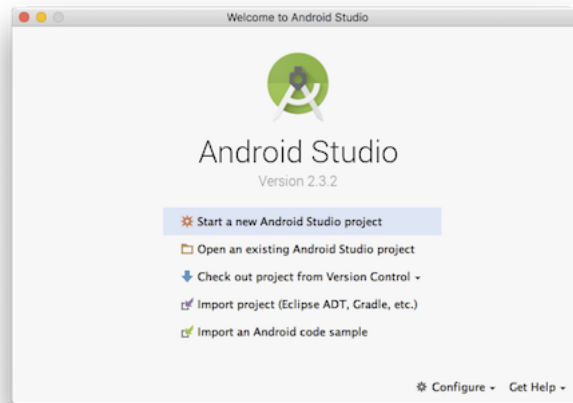 Welcome to Android Studio
Android Studio
Version 2.3.2
Start a new Android Studio project
Open an existing Android Studio project
Check out project from Version Control
Import project (Eclipse ADT, Gradle, etc.)
Import an Android code sample
Configure Get Help